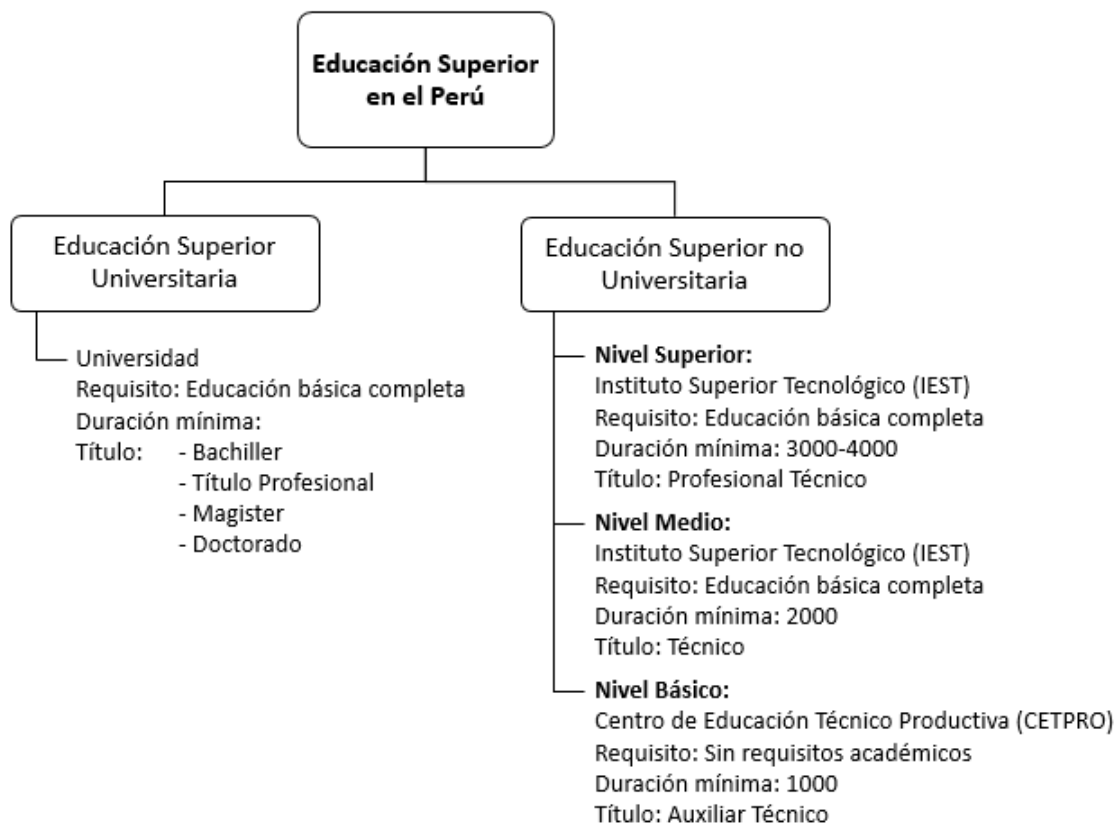 Educación Superior
en el Perú
Educación Superior
Universitaria
Universidad
Requisito: Educación básica completa
Duración mínima:
Título: - Bachiller
- Título Profesional
- Magister
- Doctorado
Educación Superior no
Universitaria
Nivel Superior:
Instituto Superior Tecnológico (IEST)
Requisito: Educación básica completa
Duración mínima: 3000-4000
Título: Profesional Técnico
Nivel Medio:
Instituto Superior Tecnológico (IEST)
Requisito: Educación básica completa
Duración mínima: 2000
Título: Técnico
Nivel Básico:
Centro de Educación Técnico Productiva (CETPRO)
Requisito: Sin requisitos académicos
Duración mínima: 1000
Título: Auxiliar Técnico